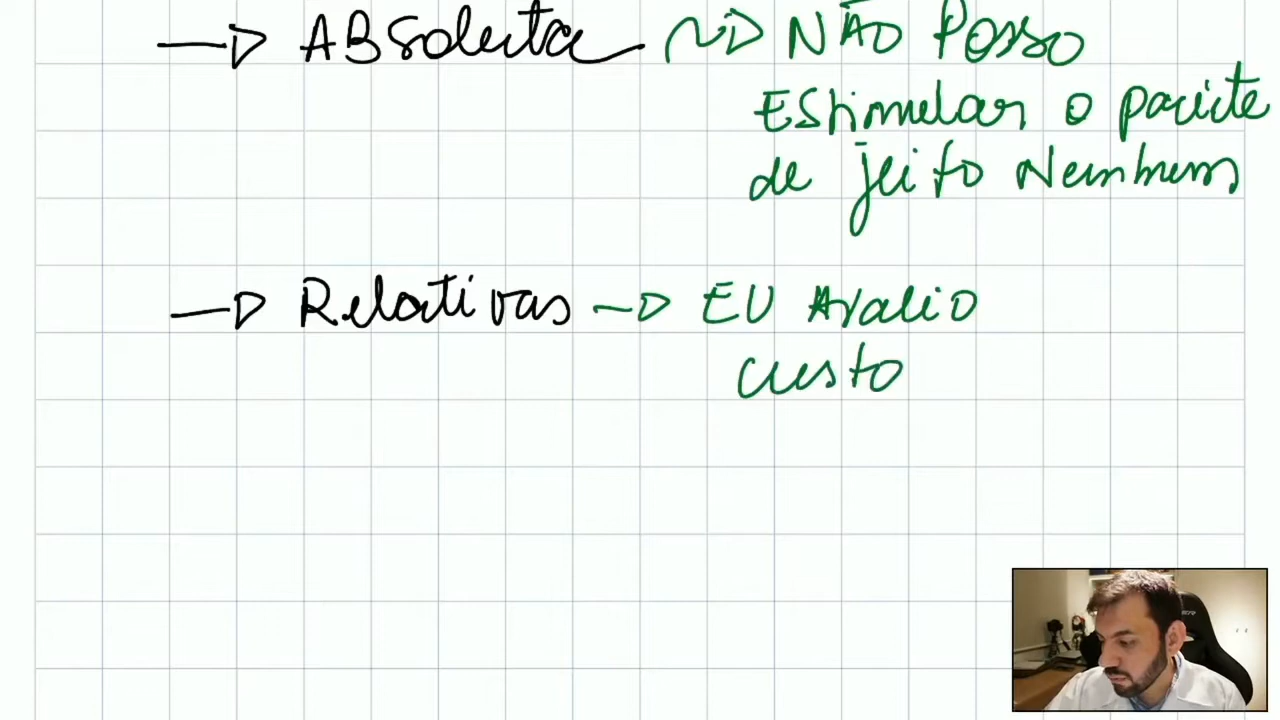 → ABSoluta ~> NÃO Posso
EStimular o paciente
de jeito Nenhum
→ Relativas → EU Avalio
custo